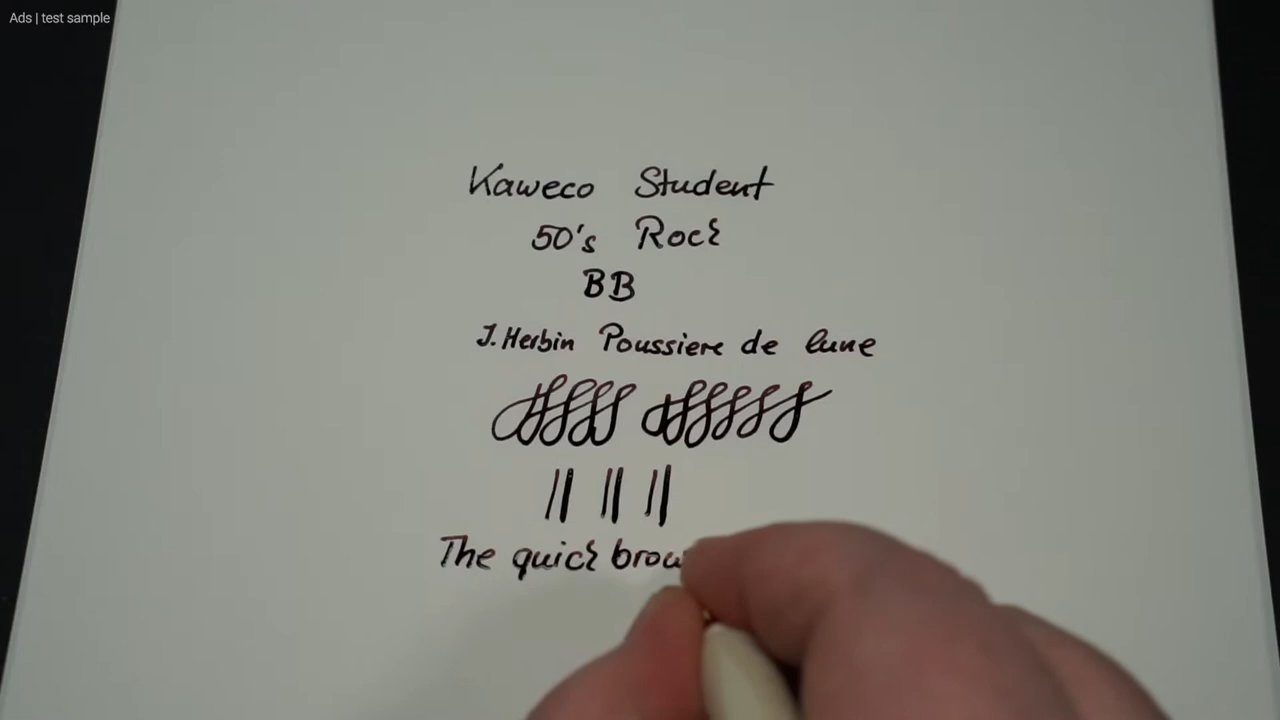 Ads | test sample
Kaweco Student
50's Rock
BB
J. Herbin Poussiere de lune
The quick brow